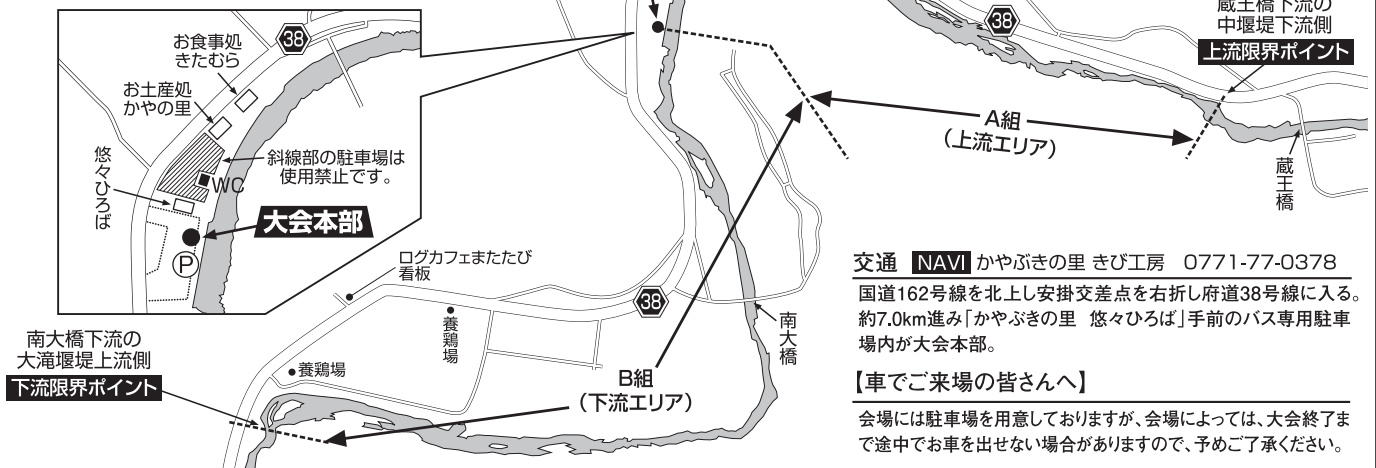 お食事処
きたむら
38
お土産処
かやの里
斜線部の駐車場は
使用禁止です。
悠々ひろば
WC
大会本部
P
38
蔵王橋下流の
中堰堤下流側
上流限界ポイント
A組
(上流エリア)
蔵王橋
ログカフェまたたび
看板
38
養鶏場
養鶏場
南大橋
南大橋下流の
大滝堰堤上流側
下流限界ポイント
B組
(下流エリア)
交通 NAVI かやぶきの里 きび工房 0771-77-0378
国道162号線を北上し安掛交差点を右折し府道38号線に入る。
約7.0km進み「かやぶきの里 悠々ひろば」手前のバス専用駐車
場内が大会本部。
【車でご来場の皆さんへ】
会場には駐車場を用意しておりますが、会場によっては、大会終了ま
で途中でお車を出せない場合がありますので、予めご了承ください。